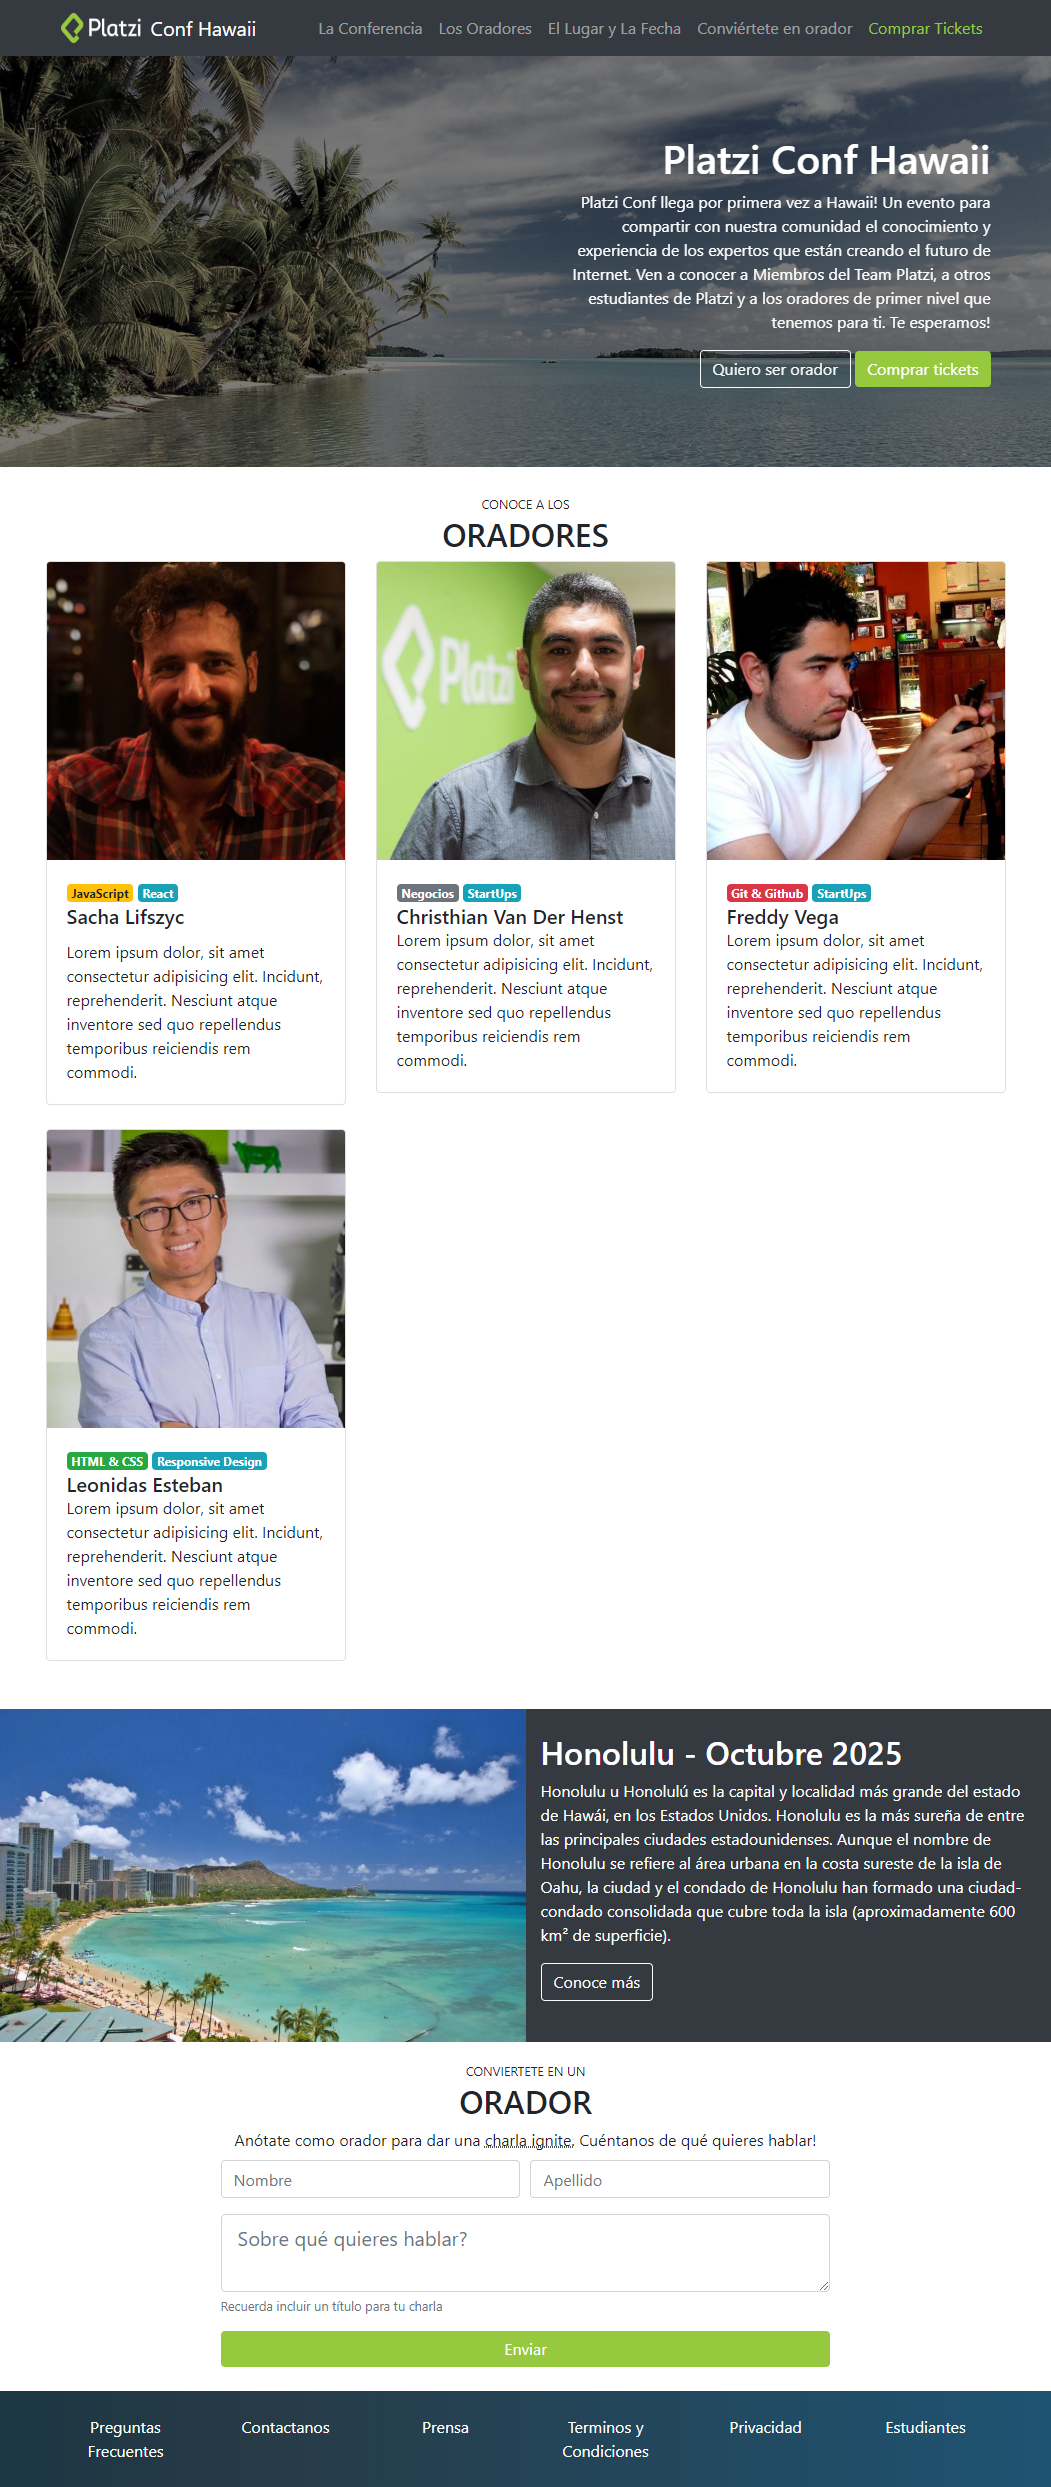 Platzi Conf Hawaii
La Conferencia
Los Oradores
El Lugar y La Fecha
Conviértete en orador
Comprar Tickets
Platzi Conf Hawaii
Platzi Conf llega por primera vez a Hawaii! Un evento para
compartir con nuestra comunidad el conocimiento y
experiencia de los expertos que están creando el futuro de
Internet. Ven a conocer a Miembros del Team Platzi, a otros
estudiantes de Platzi y a los oradores de primer nivel que
tenemos para ti. Te esperamos!
Quiero ser orador
Comprar tickets
CONOCE A LOS
ORADORES
JavaScript React
Sacha Lifszyc
Lorem ipsum dolor, sit amet
consectetur adipisicing elit. Incidunt,
reprehenderit. Nesciunt atque
inventore sed quo repellendus
temporibus reiciendis rem
commodi.
Platzi
Negocios StartUps
Christhian Van Der Henst
Lorem ipsum dolor, sit amet
consectetur adipisicing elit. Incidunt,
reprehenderit. Nesciunt atque
inventore sed quo repellendus
temporibus reiciendis rem
commodi.
Git & Github StartUps
Freddy Vega
Lorem ipsum dolor, sit amet
consectetur adipisicing elit. Incidunt,
reprehenderit. Nesciunt atque
inventore sed quo repellendus
temporibus reiciendis rem
commodi.
HTML & CSS Responsive Design
Leonidas Esteban
Lorem ipsum dolor, sit amet
consectetur adipisicing elit. Incidunt,
reprehenderit. Nesciunt atque
inventore sed quo repellendus
temporibus reiciendis rem
commodi.
Honolulu - Octubre 2025
Honolulu u Honolulú es la capital y localidad más grande del estado
de Hawái, en los Estados Unidos. Honolulu es la más sureña de entre
las principales ciudades estadounidenses. Aunque el nombre de
Honolulu se refiere al área urbana en la costa sureste de la isla de
Oahu, la ciudad y el condado de Honolulu han formado una ciudad-
condado consolidada que cubre toda la isla (aproximadamente 600
km² de superficie).
Conoce más
CONVIERTETE EN UN
ORADOR
Anótate como orador para dar una charla ignite. Cuéntanos de qué quieres hablar!
Nombre
Apellido
Sobre qué quieres hablar?
Recuerda incluir un título para tu charla
Enviar
Preguntas
Frecuentes
Contactanos
Prensa
Terminos y
Condiciones
Privacidad
Estudiantes